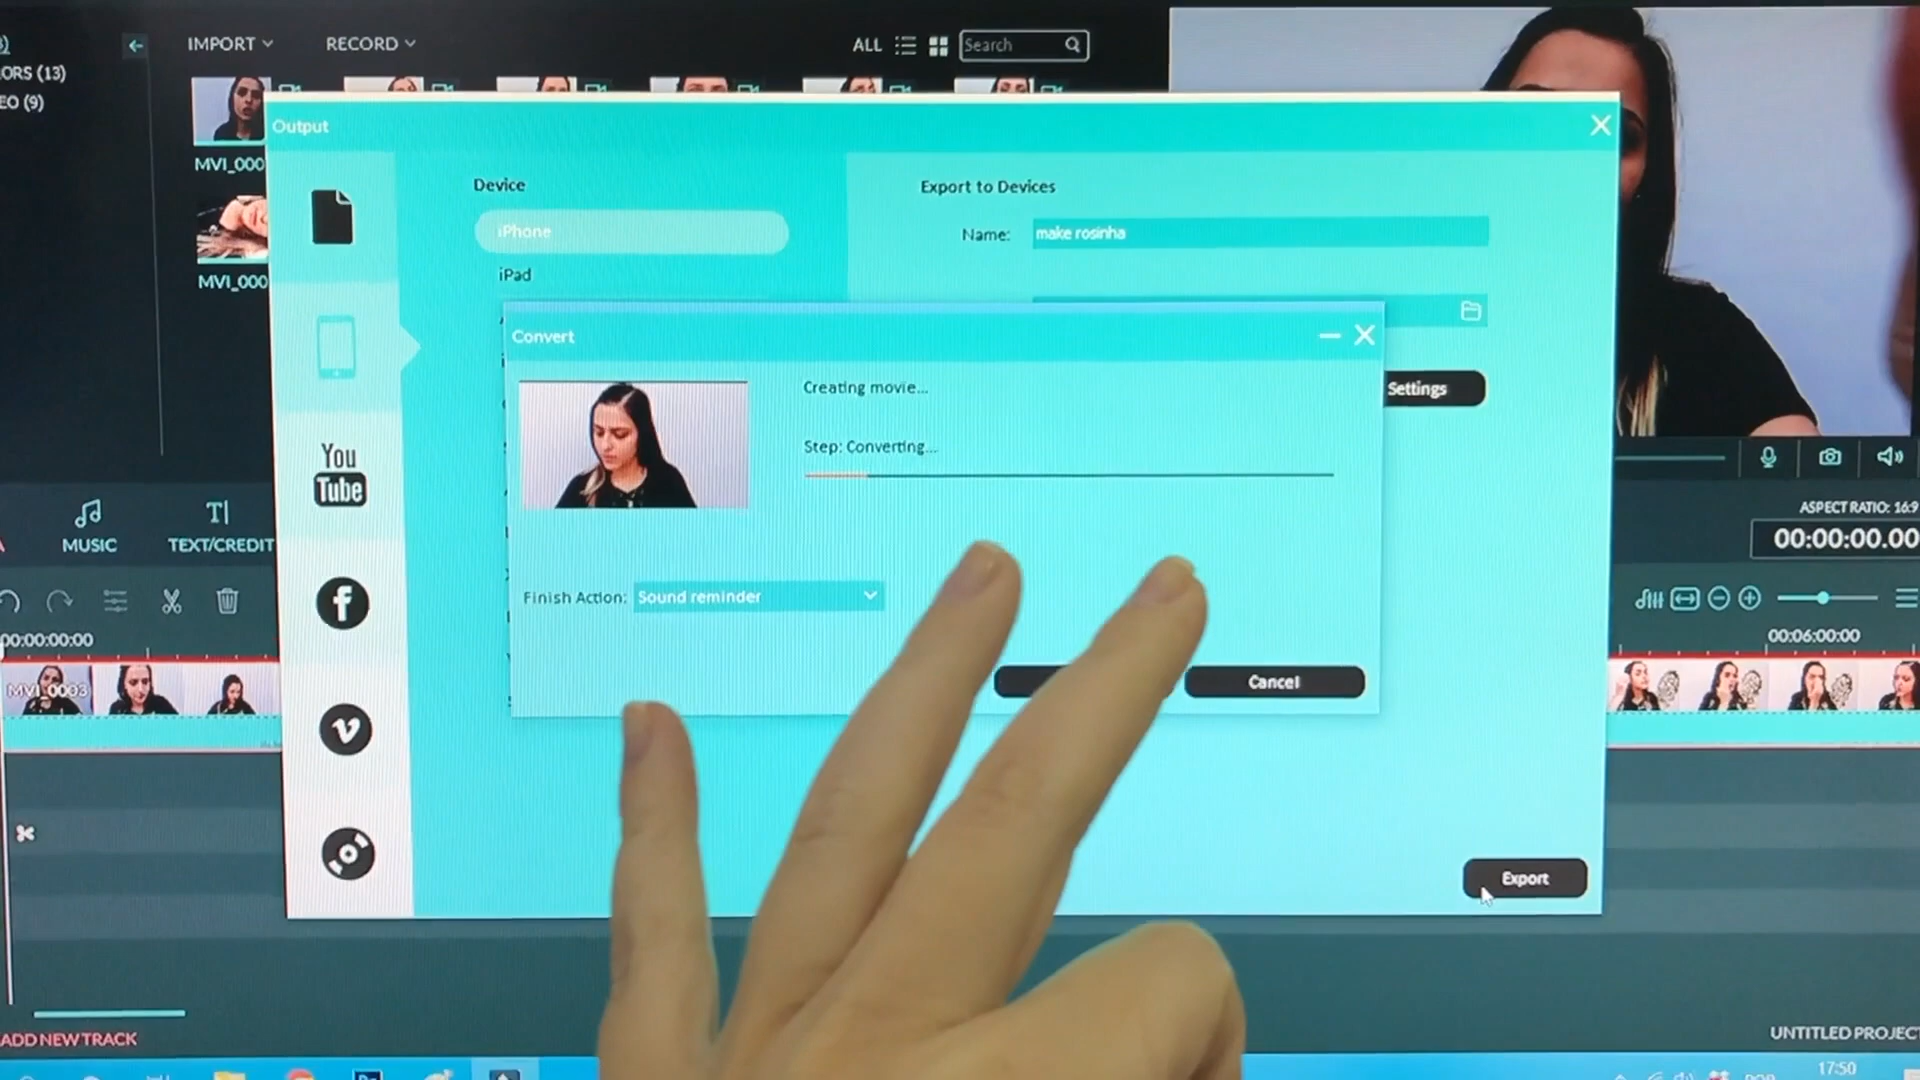 IMPORT
RECORD
ALL
Search
ORS (13)
EO (9)
Output
MVI_000
Device
Export to Devices
iPhone
Name:
make rosinha
iPad
MVI_000
Convert
Creating movie...
Settings
Step: Converting...
You
Tube
ASPECT RATIO: 16:9
MUSIC
TEXT/CREDIT
00:00:00.00
Finish Action:
Sound reminder
00:00:00:00
00:06:00:00
Cancel
MVI_0003
Export
ADD NEW TRACK
UNTITLED PROJECT
17:50